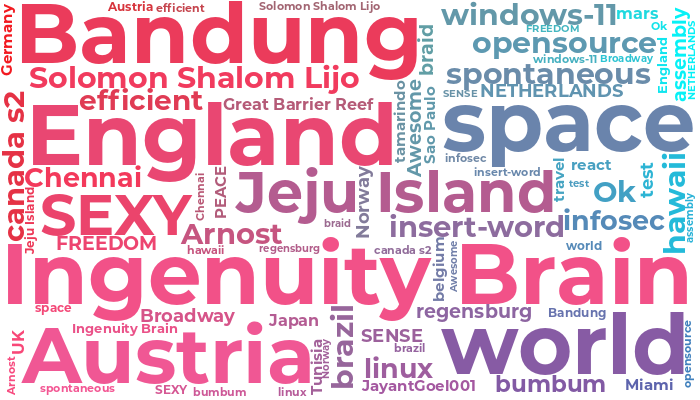 Germany
Austria
efficient
Solomon Shalom Lijo
Bandung
braid
windows-11
mars
FREEDOM
Ok
opensource
assembly
NETHERLANDS
windows-11
Broadway
England
Solomon Shalom Lijo
spontaneous
SENSE
NETHERLANDS
efficient
Great Barrier Reef
tamarindo
Awesome
Sao Paulo
canada s2
England
space
infosec
insert-word
travel
react
test
test
Ok
hawaii
assembly
Chennai
Chennai
PEACE
Jeju Island
Norway
Jeju Island
SEXY
braid
insert-word
infosec
FREEDOM
Arnost
hawaii
regensburg
canada s2
belgium
Awesome
world
Ingenuity Brain
space
Broadway
Japan
brazil
regensburg
Bandung
UK
Ingenuity Brain
SENSE
brazil
world
opensource
Arnost
Austria
Tunisia
Norway
linux
spontaneous
SEXY
bumbum
linux
JayantGoel001
bumbum
Miami